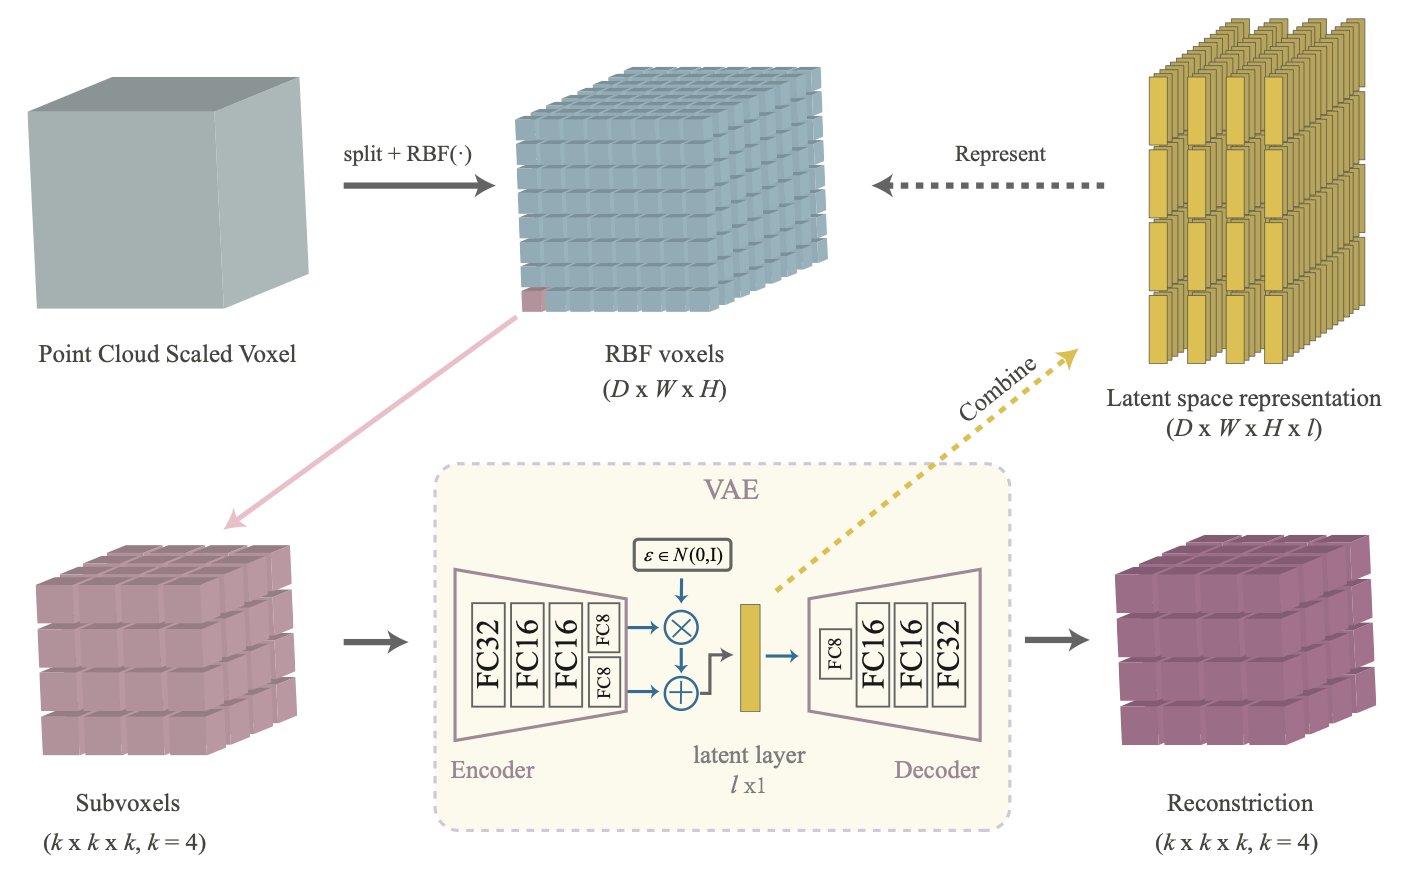 split + RBF(·)
Represent
Point Cloud Scaled Voxel
RBF voxels
(D x W x H)
Combine
Latent space representation
(D x W x H x l)
VAE
ε ∈ N(0,I)
FC32
FC16
FC16
FC8
FC8
FC8
FC16
FC16
FC32
Encoder
latent layer
l x1
Decoder
Subvoxels
(k x k x k, k = 4)
Reconstriction
(k x k x k, k = 4)